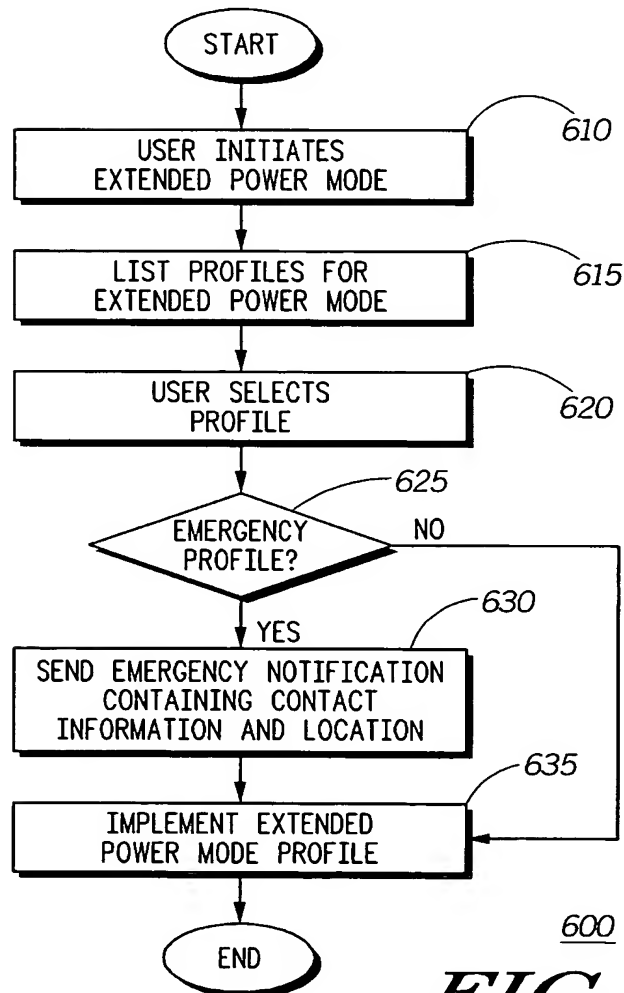 START
610
USER INITIATES
EXTENDED POWER MODE
615
LIST PROFILES FOR
EXTENDED POWER MODE
620
USER SELECTS
PROFILE
625
EMERGENCY
PROFILE?
NO
YES
630
SEND EMERGENCY NOTIFICATION
CONTAINING CONTACT
INFORMATION AND LOCATION
635
IMPLEMENT EXTENDED
POWER MODE PROFILE
END
600
FIG